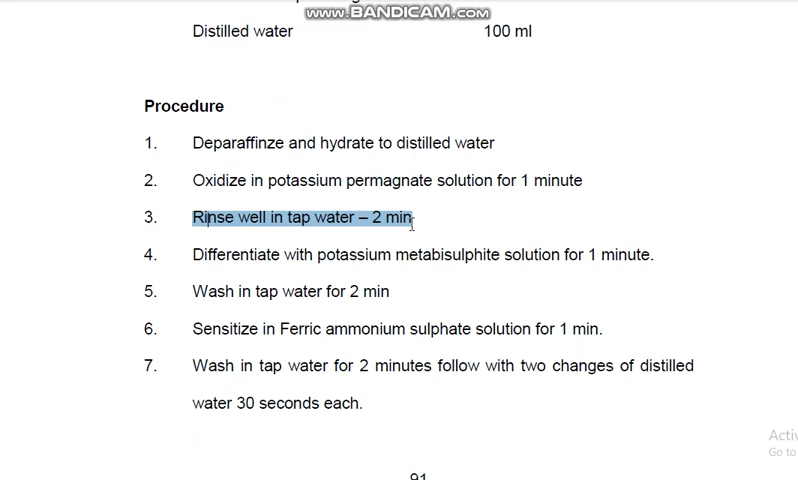 www.BANDICAM.com
Distilled water 100 ml
Procedure
1. Deparaffinze and hydrate to distilled water
2. Oxidize in potassium permagnate solution for 1 minute
3. Rinse well in tap water – 2 min
4. Differentiate with potassium metabisulphite solution for 1 minute.
5. Wash in tap water for 2 min
6. Sensitize in Ferric ammonium sulphate solution for 1 min.
7. Wash in tap water for 2 minutes follow with two changes of distilled
water 30 seconds each.
Activ
Go to
91